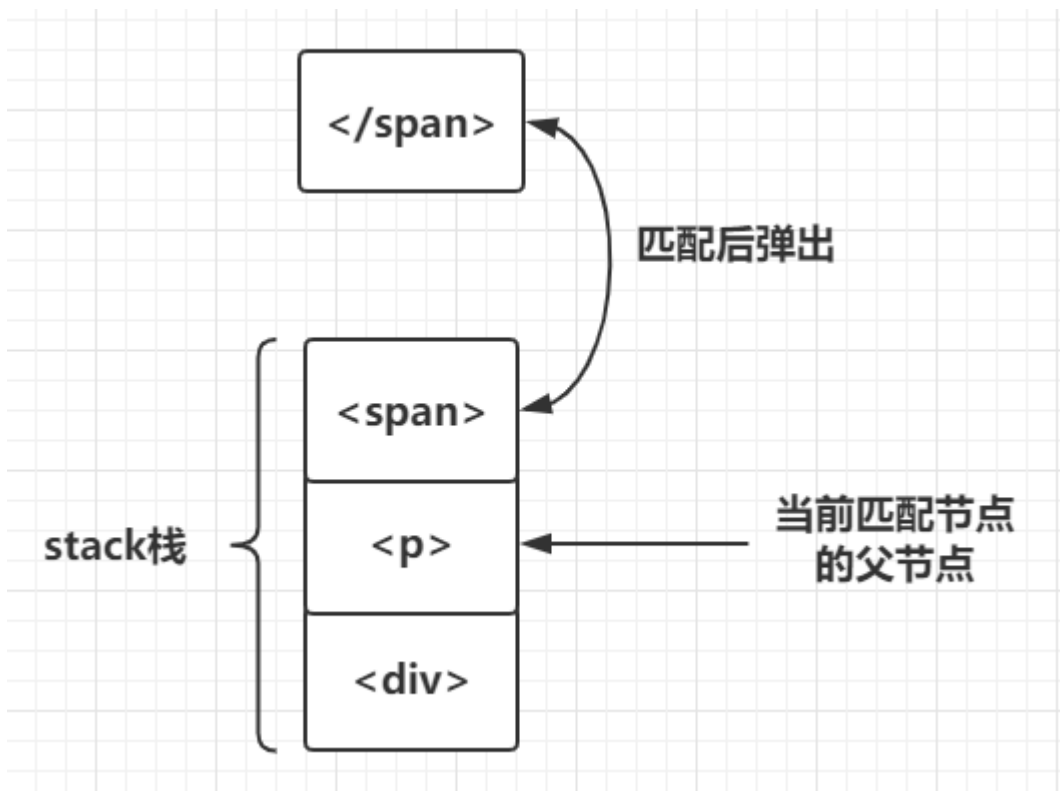 </span>
匹配后弹出
<span>
stack栈
<p>
当前匹配节点
的父节点
<div>